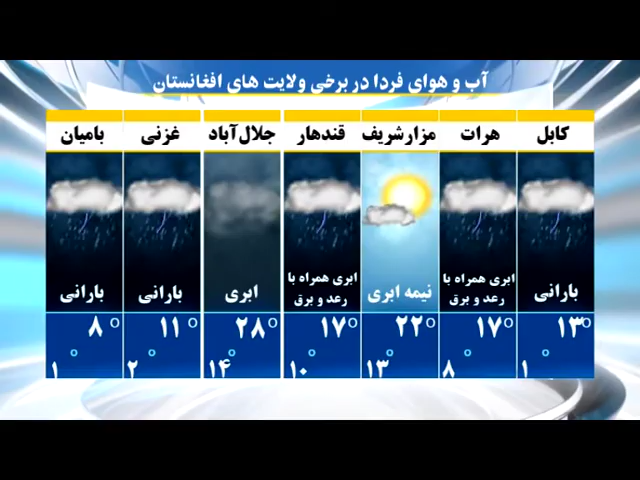 آب و هوای فردا در برخی ولایت های افغانستان
کابل هرات مزارشریف قندهار جلال‌آباد غزنی بامیان
بارانی ابری همراه با رعد و برق نیمه ابری ابری همراه با رعد و برق ابری بارانی بارانی
۱۳° ۱۷° ۲۲° ۱۷° ۲۸° ۱۱° ۸°
۱° ۸° ۱۳° ۱۰° ۱۴° ۲° ۱°